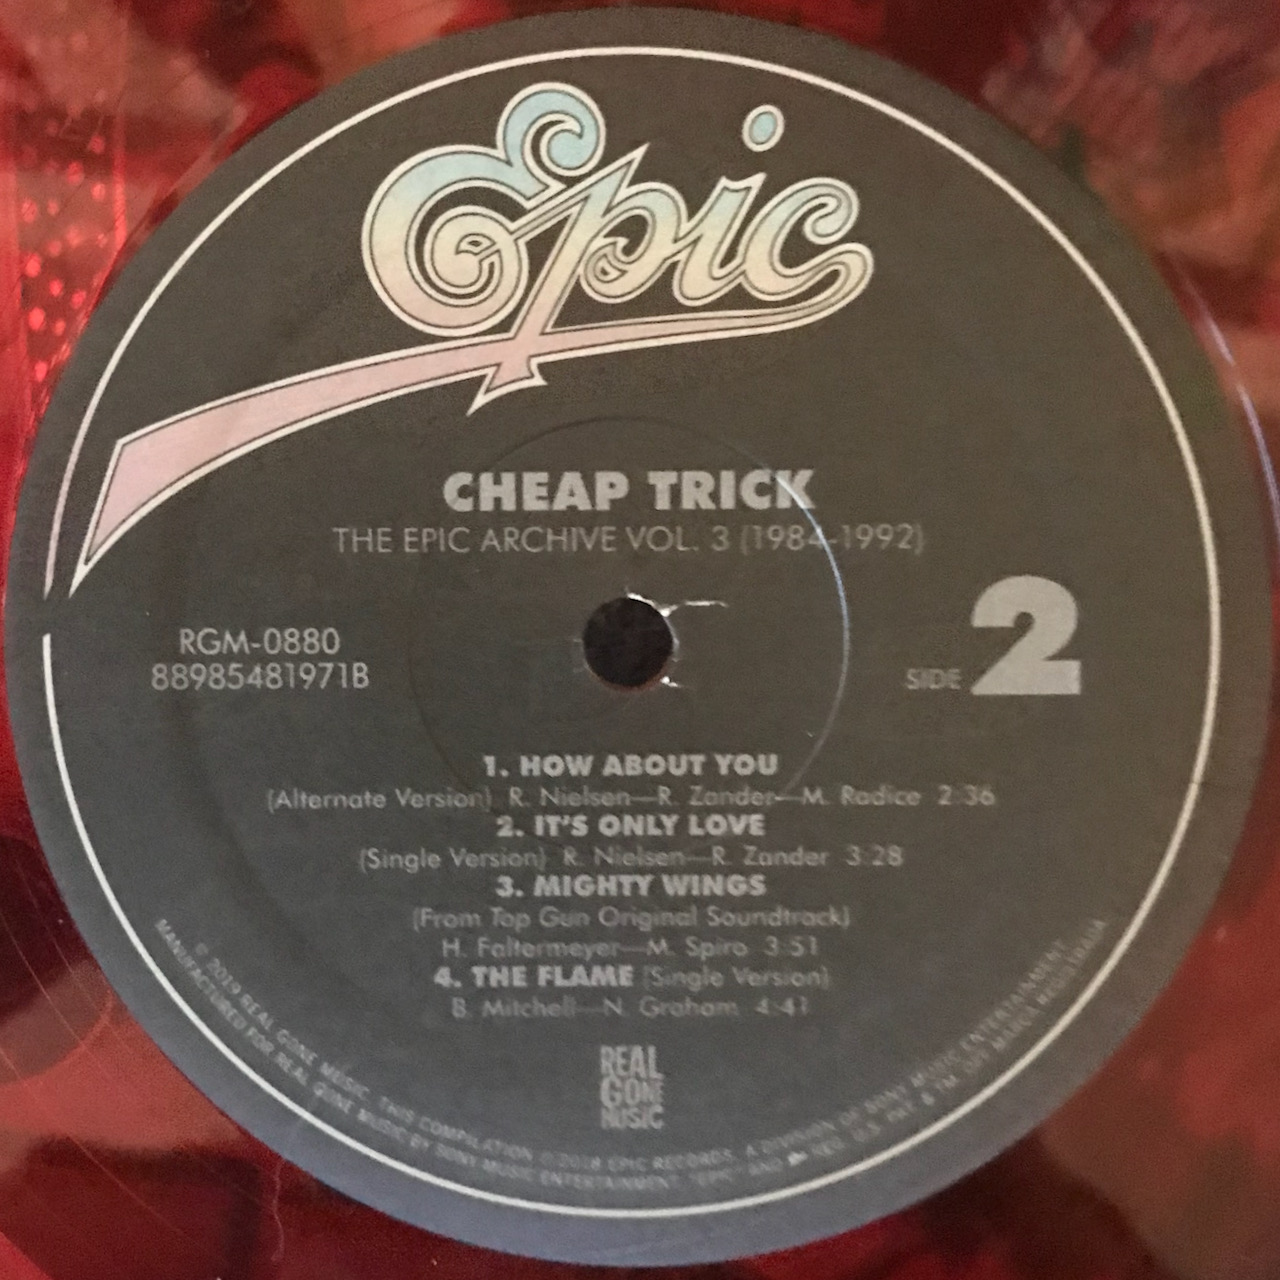 Epic
CHEAP TRICK
THE EPIC ARCHIVE VOL. 3 (1984-1992)
RGM-0880
88985481971B
SIDE 2
1. HOW ABOUT YOU
(Alternate Version) R. Nielsen—R. Zander—M. Radice 2:36
2. IT'S ONLY LOVE
(Single Version) R. Nielsen—R. Zander 3:28
3. MIGHTY WINGS
(From Top Gun Original Soundtrack)
H. Faltermeyer—M. Spiro 3:51
4. THE FLAME (Single Version)
B. Mitchell—N. Graham 4:41
REAL
GONE
MUSIC
© 2019 REAL GONE MUSIC. THIS COMPILATION ℗ 2018 EPIC RECORDS, A DIVISION OF SONY MUSIC ENTERTAINMENT.
MANUFACTURED FOR REAL GONE MUSIC BY SONY MUSIC ENTERTAINMENT. "EPIC" AND REG. U.S. PAT. & TM. OFF. MARCA REGISTRADA.